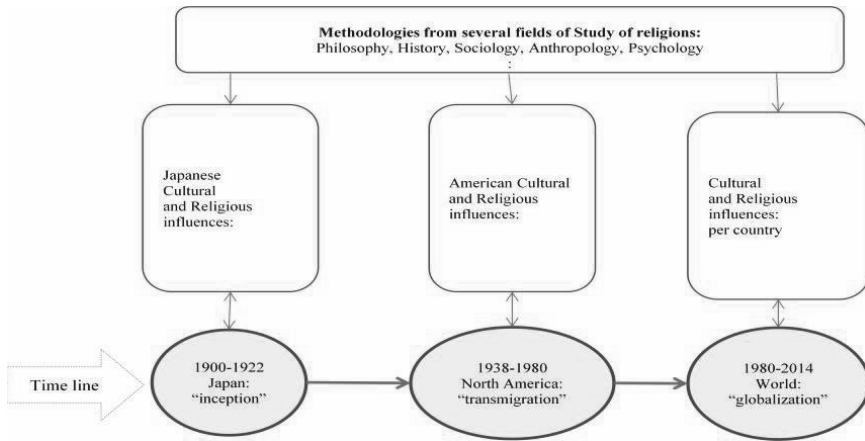 Methodologies from several fields of Study of religions:
Philosophy, History, Sociology, Anthropology, Psychology
:
Japanese
Cultural
and Religious
influences:
American Cultural
and Religious
influences:
Cultural
and Religious
influences:
per country
Time line
1900-1922
Japan:
“inception”
1938-1980
North America:
“transmigration”
1980-2014
World:
“globalization”